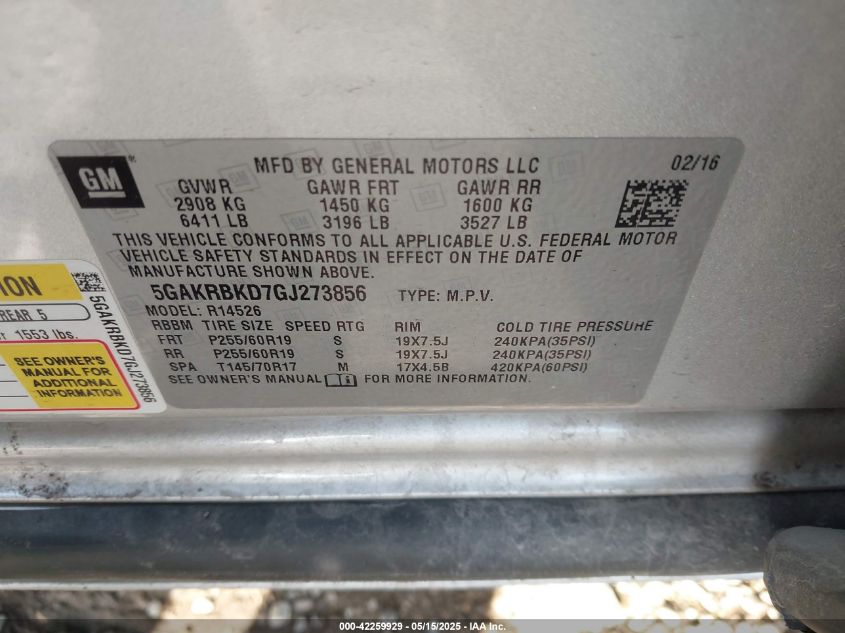 GM
MFD BY GENERAL MOTORS LLC 02/16
GVWR GAWR FRT GAWR RR
2908 KG 1450 KG 1600 KG
6411 LB 3196 LB 3527 LB
THIS VEHICLE CONFORMS TO ALL APPLICABLE U.S. FEDERAL MOTOR
VEHICLE SAFETY STANDARDS IN EFFECT ON THE DATE OF
MANUFACTURE SHOWN ABOVE.
5GAKRBKD7GJ273856 TYPE: M.P.V.
MODEL: R14526
RBBM TIRE SIZE SPEED RTG RIM COLD TIRE PRESSURE
FRT P255/60R19 S 19X7.5J 240KPA(35PSI)
RR P255/60R19 S 19X7.5J 240KPA(35PSI)
SPA T145/70R17 M 17X4.5B 420KPA(60PSI)
SEE OWNER'S MANUAL FOR MORE INFORMATION.
REAR 5
1553 lbs.
SEE OWNER'S
MANUAL FOR
ADDITIONAL
INFORMATION
5GAKRBKD7GJ273856
000-42259929 - 05/15/2025 - IAAI.COM